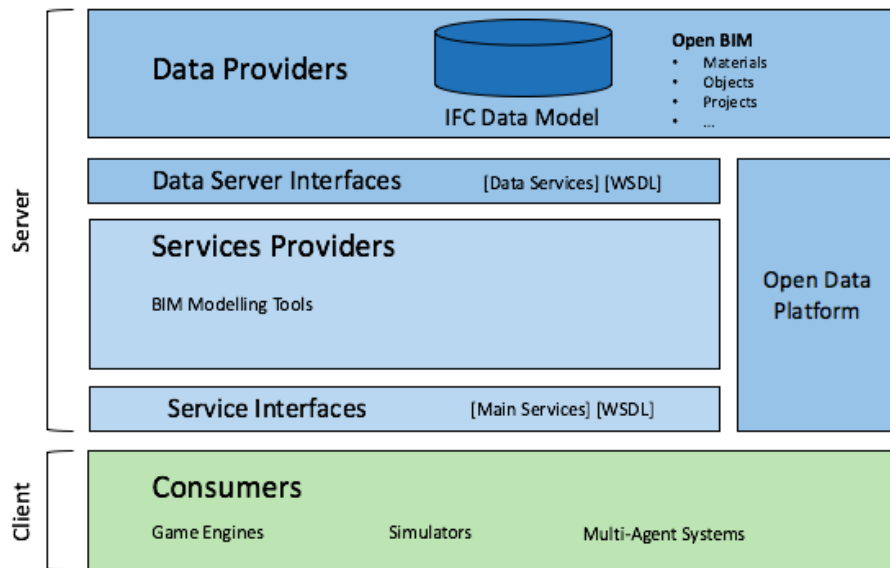 Server
Data Providers
IFC Data Model
Open BIM
• Materials
• Objects
• Projects
• ...
Data Server Interfaces [Data Services] [WSDL]
Services Providers
BIM Modelling Tools
Open Data
Platform
Service Interfaces [Main Services] [WSDL]
Client
Consumers
Game Engines Simulators Multi-Agent Systems